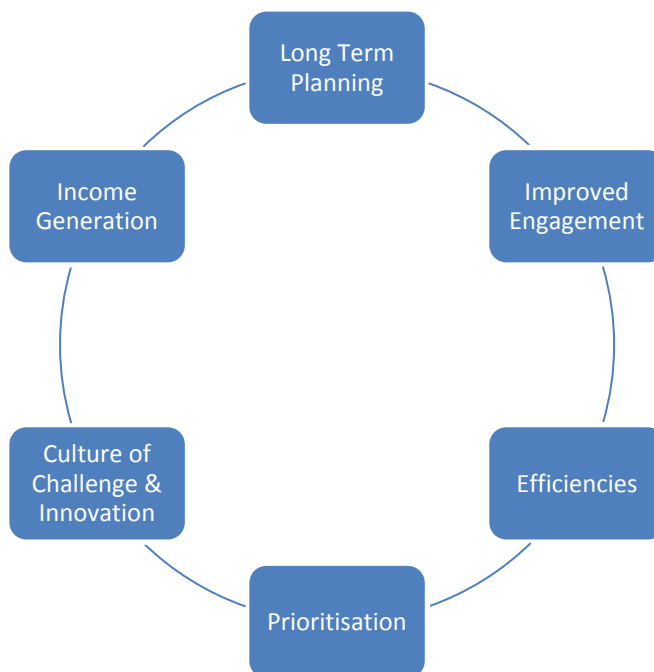 Long Term
Planning
Improved
Engagement
Efficiencies
Prioritisation
Culture of
Challenge &
Innovation
Income
Generation